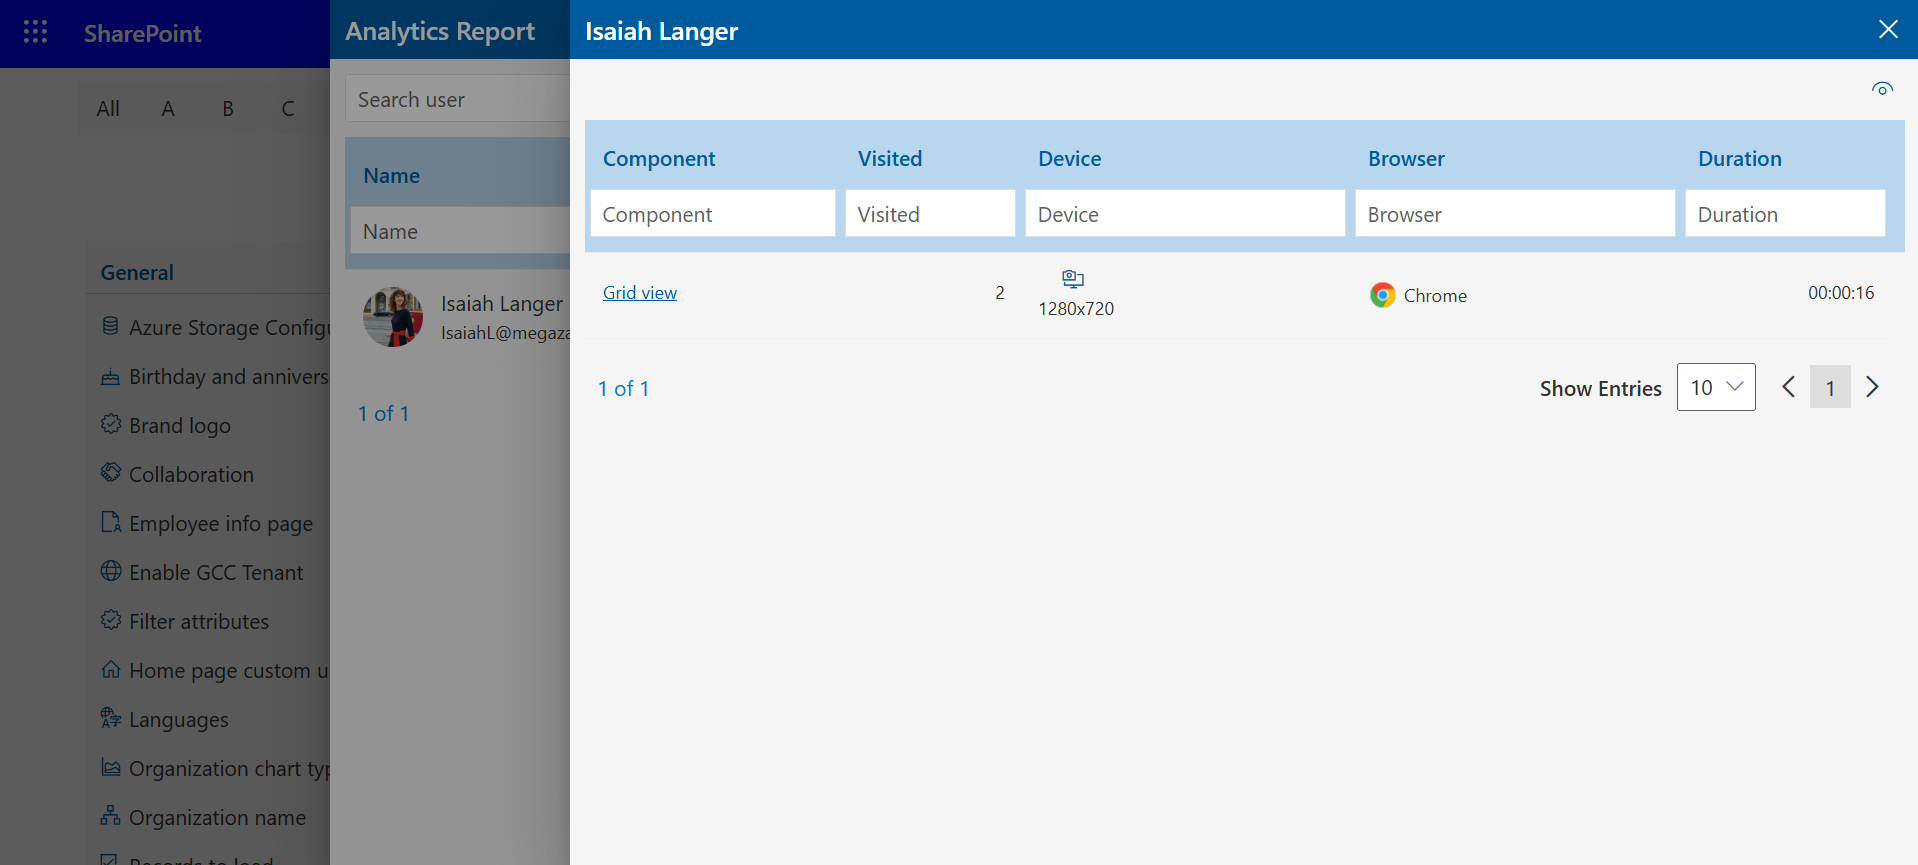 SharePoint
All A B C
General
Azure Storage Config
Birthday and annivers
Brand logo
Collaboration
Employee info page
Enable GCC Tenant
Filter attributes
Home page custom u
Languages
Organization chart typ
Organization name
Records to load
Analytics Report
Search user
Name
Name
Isaiah Langer
IsaiahL@megaza
1 of 1
Isaiah Langer
Component Visited Device Browser Duration
Component Visited Device Browser Duration
Grid view 2 1280x720 Chrome 00:00:16
1 of 1 Show Entries 10 1